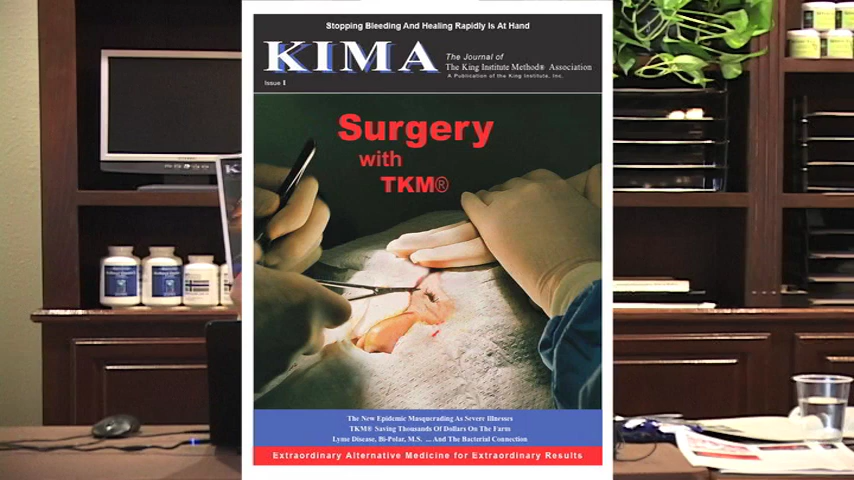 Stopping Bleeding And Healing Rapidly Is At Hand
KIMA
The Journal of
The King Institute Method® Association
A Publication of the King Institute, Inc.
Issue 1
Surgery
with
TKM®
The New Epidemic Masquerading As Severe Illnesses
TKM® Saving Thousands Of Dollars On The Farm
Lyme Disease, Bi-Polar, M.S. ... And The Bacterial Connection
Extraordinary Alternative Medicine for Extraordinary Results